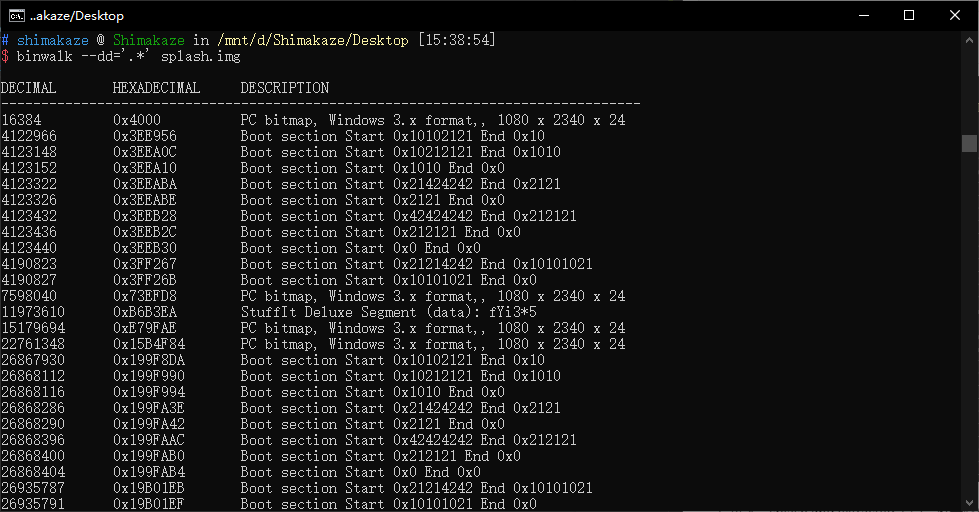 ..akaze/Desktop
# shimakaze @ Shimakaze in /mnt/d/Shimakaze/Desktop [15:38:54]
$ binwalk --dd='.*' splash.img
DECIMAL       HEXADECIMAL     DESCRIPTION
--------------------------------------------------------------------------------
16384         0x4000          PC bitmap, Windows 3.x format,, 1080 x 2340 x 24
4122966       0x3EE956        Boot section Start 0x10102121 End 0x10
4123148       0x3EEA0C        Boot section Start 0x10212121 End 0x1010
4123152       0x3EEA10        Boot section Start 0x1010 End 0x0
4123322       0x3EEABA        Boot section Start 0x21424242 End 0x2121
4123326       0x3EEABE        Boot section Start 0x2121 End 0x0
4123432       0x3EEB28        Boot section Start 0x42424242 End 0x212121
4123436       0x3EEB2C        Boot section Start 0x212121 End 0x0
4123440       0x3EEB30        Boot section Start 0x0 End 0x0
4190823       0x3FF267        Boot section Start 0x21214242 End 0x10101021
4190827       0x3FF26B        Boot section Start 0x10101021 End 0x0
7598040       0x73EFD8        PC bitmap, Windows 3.x format,, 1080 x 2340 x 24
11973610      0xB6B3EA        StuffIt Deluxe Segment (data): fYi3*5
15179694      0xE79FAE        PC bitmap, Windows 3.x format,, 1080 x 2340 x 24
22761348      0x15B4F84       PC bitmap, Windows 3.x format,, 1080 x 2340 x 24
26867930      0x199F8DA       Boot section Start 0x10102121 End 0x10
26868112      0x199F990       Boot section Start 0x10212121 End 0x1010
26868116      0x199F994       Boot section Start 0x1010 End 0x0
26868286      0x199FA3E       Boot section Start 0x21424242 End 0x2121
26868290      0x199FA42       Boot section Start 0x2121 End 0x0
26868396      0x199FAAC       Boot section Start 0x42424242 End 0x212121
26868400      0x199FAB0       Boot section Start 0x212121 End 0x0
26868404      0x199FAB4       Boot section Start 0x0 End 0x0
26935787      0x19B01EB       Boot section Start 0x21214242 End 0x10101021
26935791      0x19B01EF       Boot section Start 0x10101021 End 0x0